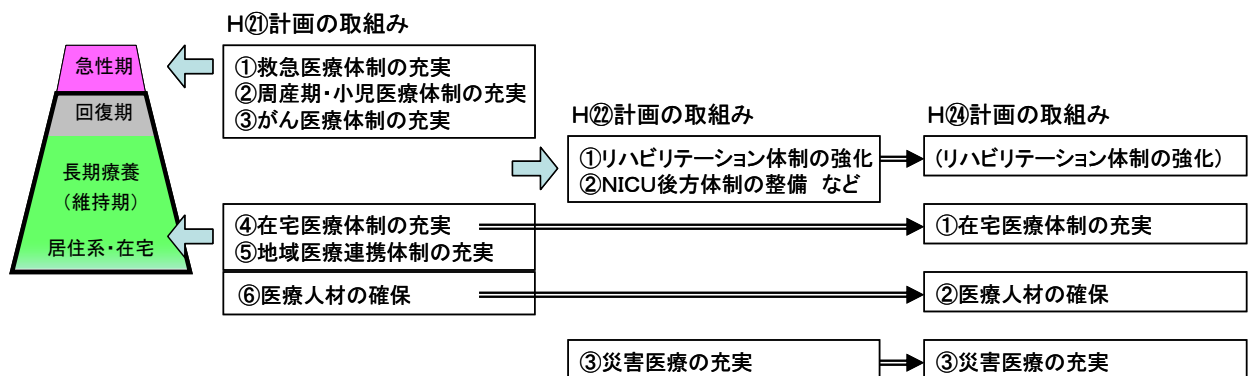 H㉑計画の取組み
急性期
回復期
長期療養
(維持期)
居住系・在宅
①救急医療体制の充実
②周産期・小児医療体制の充実
③がん医療体制の充実
④在宅医療体制の充実
⑤地域医療連携体制の充実
⑥医療人材の確保
H㉒計画の取組み
①リハビリテーション体制の強化
②NICU後方体制の整備 など
③災害医療の充実
H㉔計画の取組み
(リハビリテーション体制の強化)
①在宅医療体制の充実
②医療人材の確保
③災害医療の充実